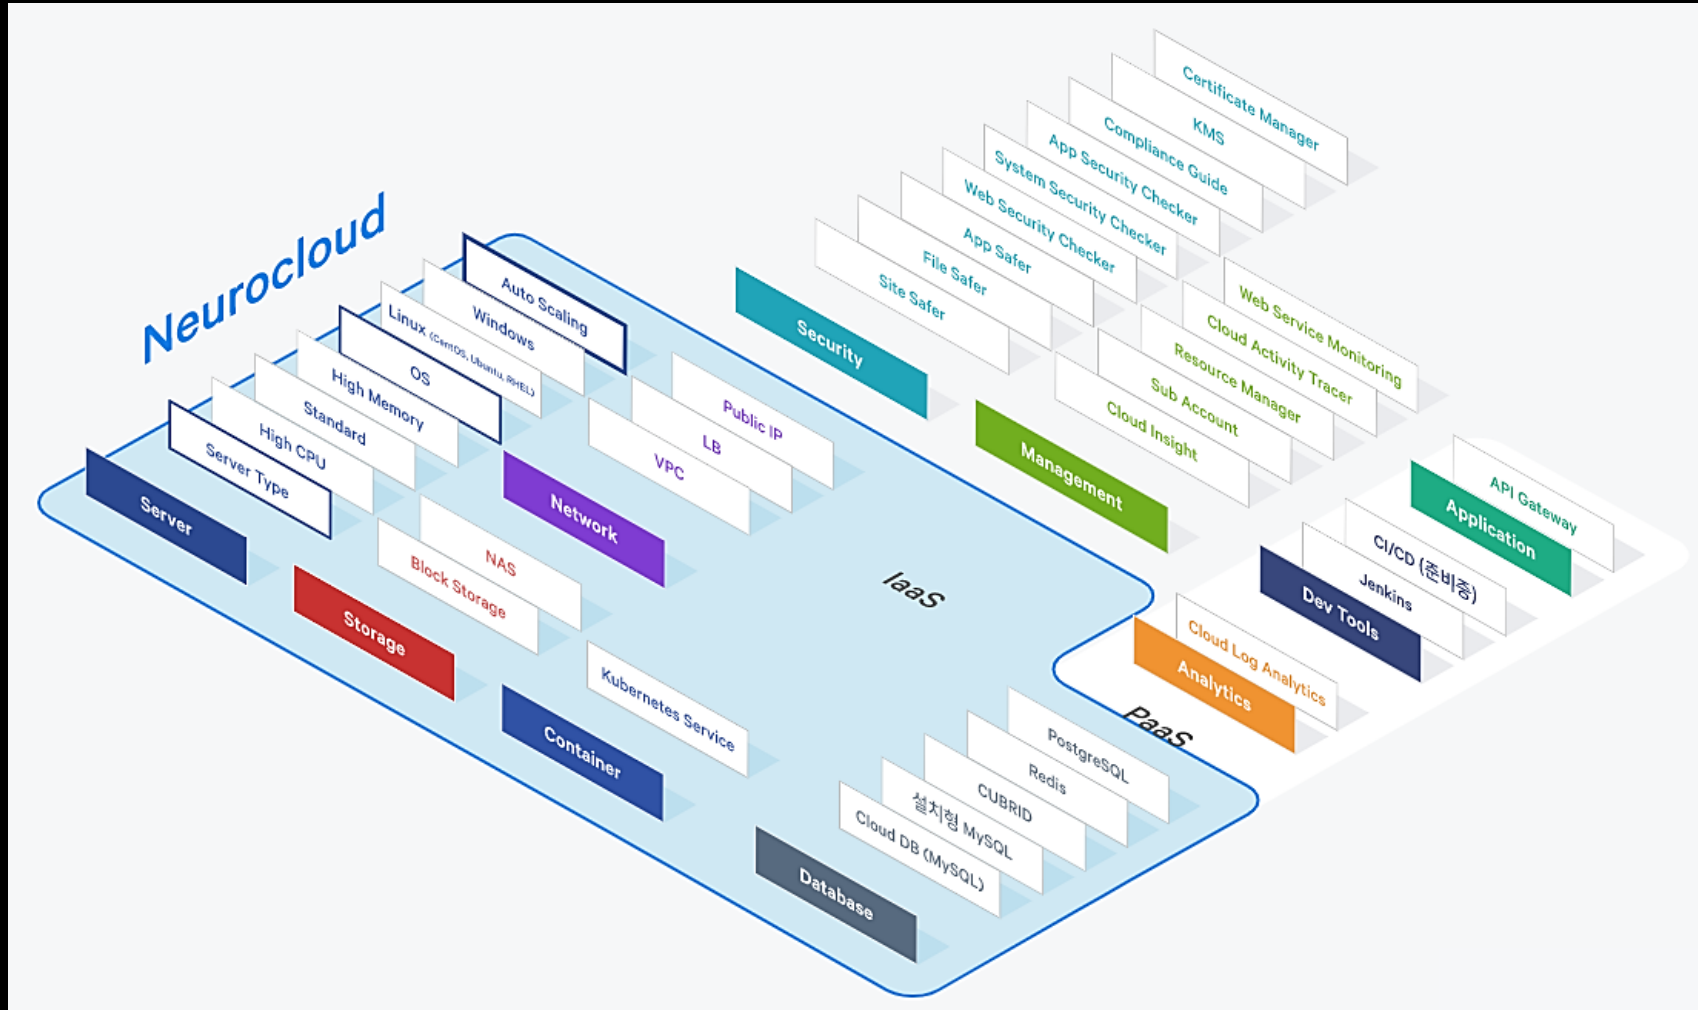 Neurocloud
Server
Server Type
High CPU
Standard
High Memory
OS
Linux (CentOS, Ubuntu, RHEL)
Windows
Auto Scaling
Storage
Block Storage
NAS
Network
VPC
LB
Public IP
Container
Kubernetes Service
Database
Cloud DB (MySQL)
설치형 MySQL
CUBRID
Redis
PostgreSQL
IaaS
PaaS
Security
Site Safer
File Safer
App Safer
Web Security Checker
System Security Checker
App Security Checker
Compliance Guide
KMS
Certificate Manager
Management
Cloud Insight
Sub Account
Resource Manager
Cloud Activity Tracer
Web Service Monitoring
Analytics
Cloud Log Analytics
Dev Tools
Jenkins
CI/CD (준비중)
Application
API Gateway